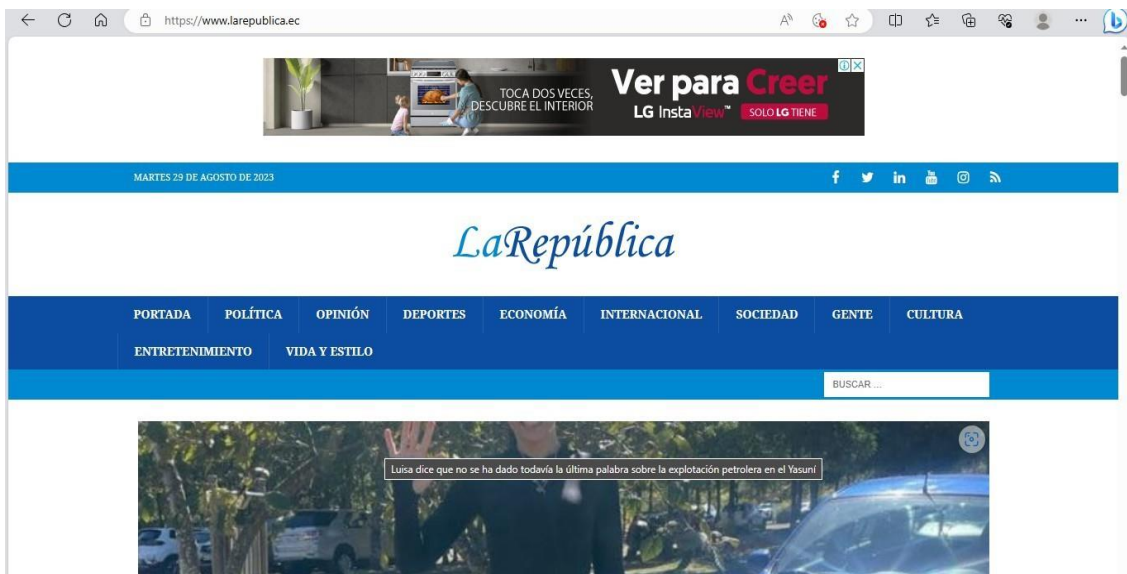 https://www.larepublica.ec
TOCA DOS VECES,
DESCUBRE EL INTERIOR
Ver para Creer
LG InstaView™ SOLO LG TIENE
MARTES 29 DE AGOSTO DE 2023
LaRepública
PORTADA POLÍTICA OPINIÓN DEPORTES ECONOMÍA INTERNACIONAL SOCIEDAD GENTE CULTURA
ENTRETENIMIENTO VIDA Y ESTILO
BUSCAR ...
Luisa dice que no se ha dado todavía la última palabra sobre la explotación petrolera en el Yasuní